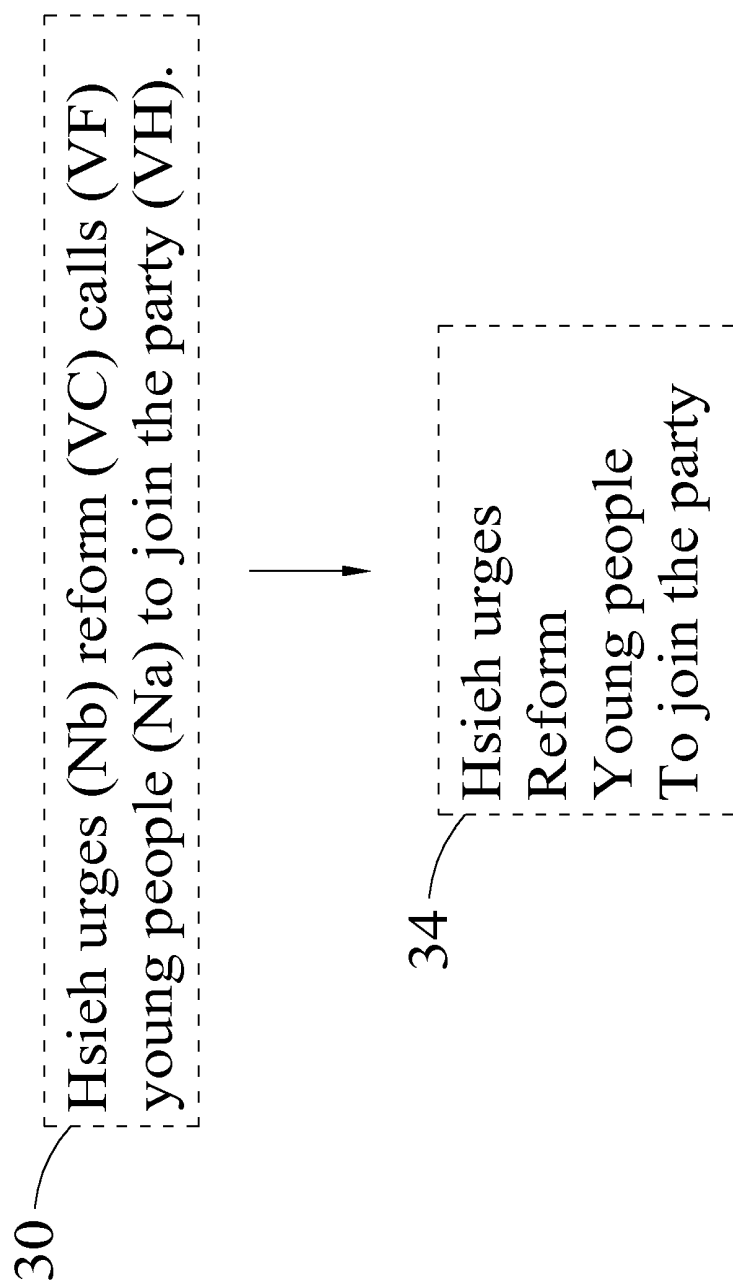 30
Hsieh urges (Nb) reform (VC) calls (VF)
young people (Na) to join the party (VH).
34
Hsieh urges
Reform
Young people
To join the party